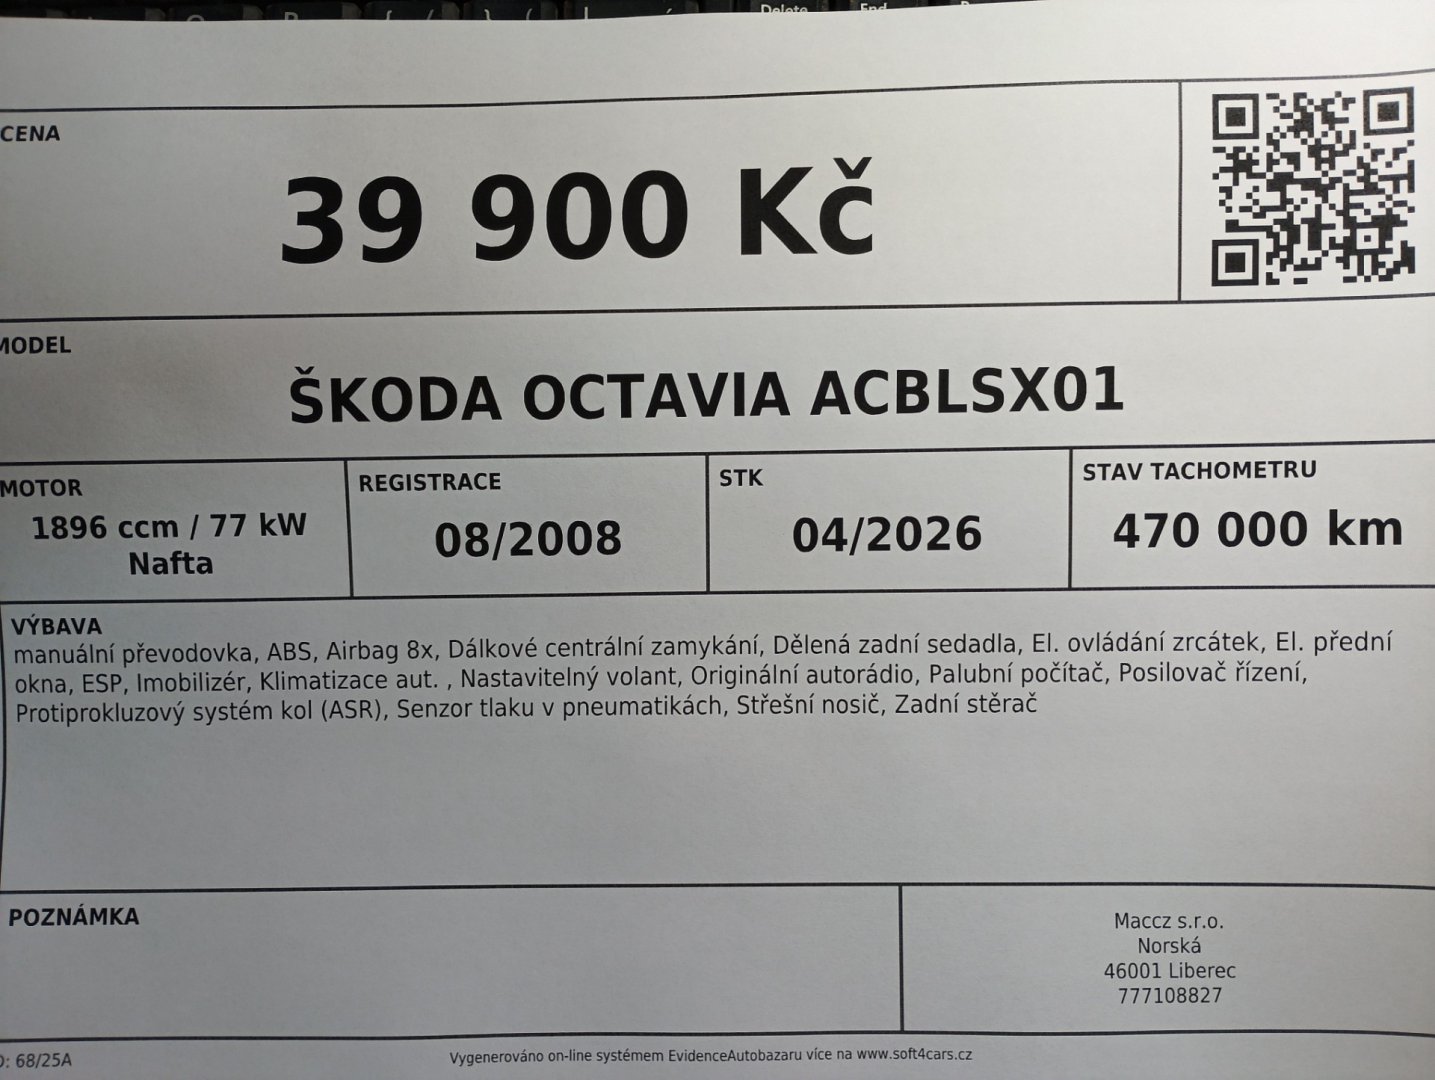 Delete
End
CENA
39 900 Kč
MODEL
ŠKODA OCTAVIA ACBLSX01
MOTOR
1896 ccm / 77 kW
Nafta
REGISTRACE
08/2008
STK
04/2026
STAV TACHOMETRU
470 000 km
VÝBAVA
manuální převodovka, ABS, Airbag 8x, Dálkové centrální zamykání, Dělená zadní sedadla, El. ovládání zrcátek, El. přední
okna, ESP, Imobilizér, Klimatizace aut. , Nastavitelný volant, Originální autorádio, Palubní počítač, Posilovač řízení,
Protiprokluzový systém kol (ASR), Senzor tlaku v pneumatikách, Střešní nosič, Zadní stěrač
POZNÁMKA
Maccz s.r.o.
Norská
46001 Liberec
777108827
: 68/25A
Vygenerováno on-line systémem EvidenceAutobazaru více na www.soft4cars.cz